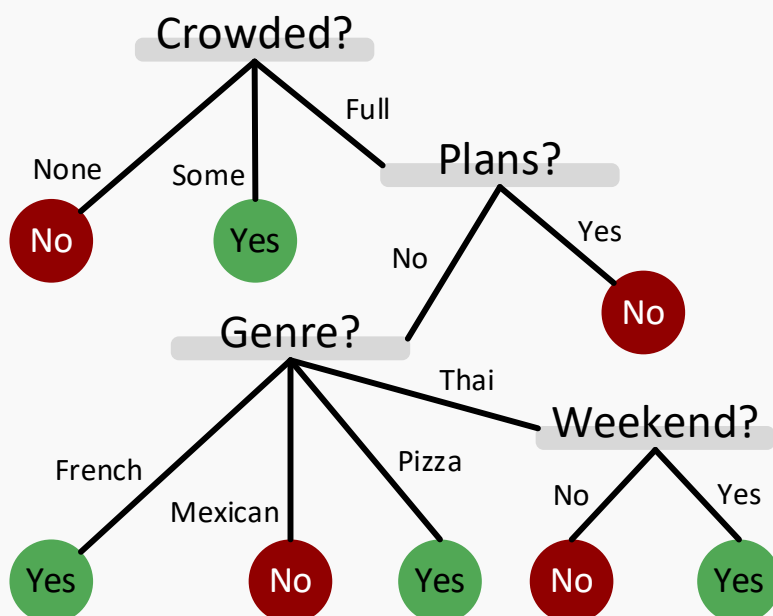 Crowded?
Full
None
Some
Plans?
No
Yes
Yes
No
No
Genre?
Thai
Weekend?
French
Pizza
Mexican
No
Yes
Yes
No
Yes
No
Yes